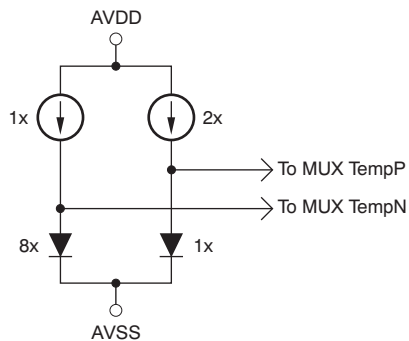 AVDD
1x
2x
To MUX TempP
To MUX TempN
8x
1x
AVSS